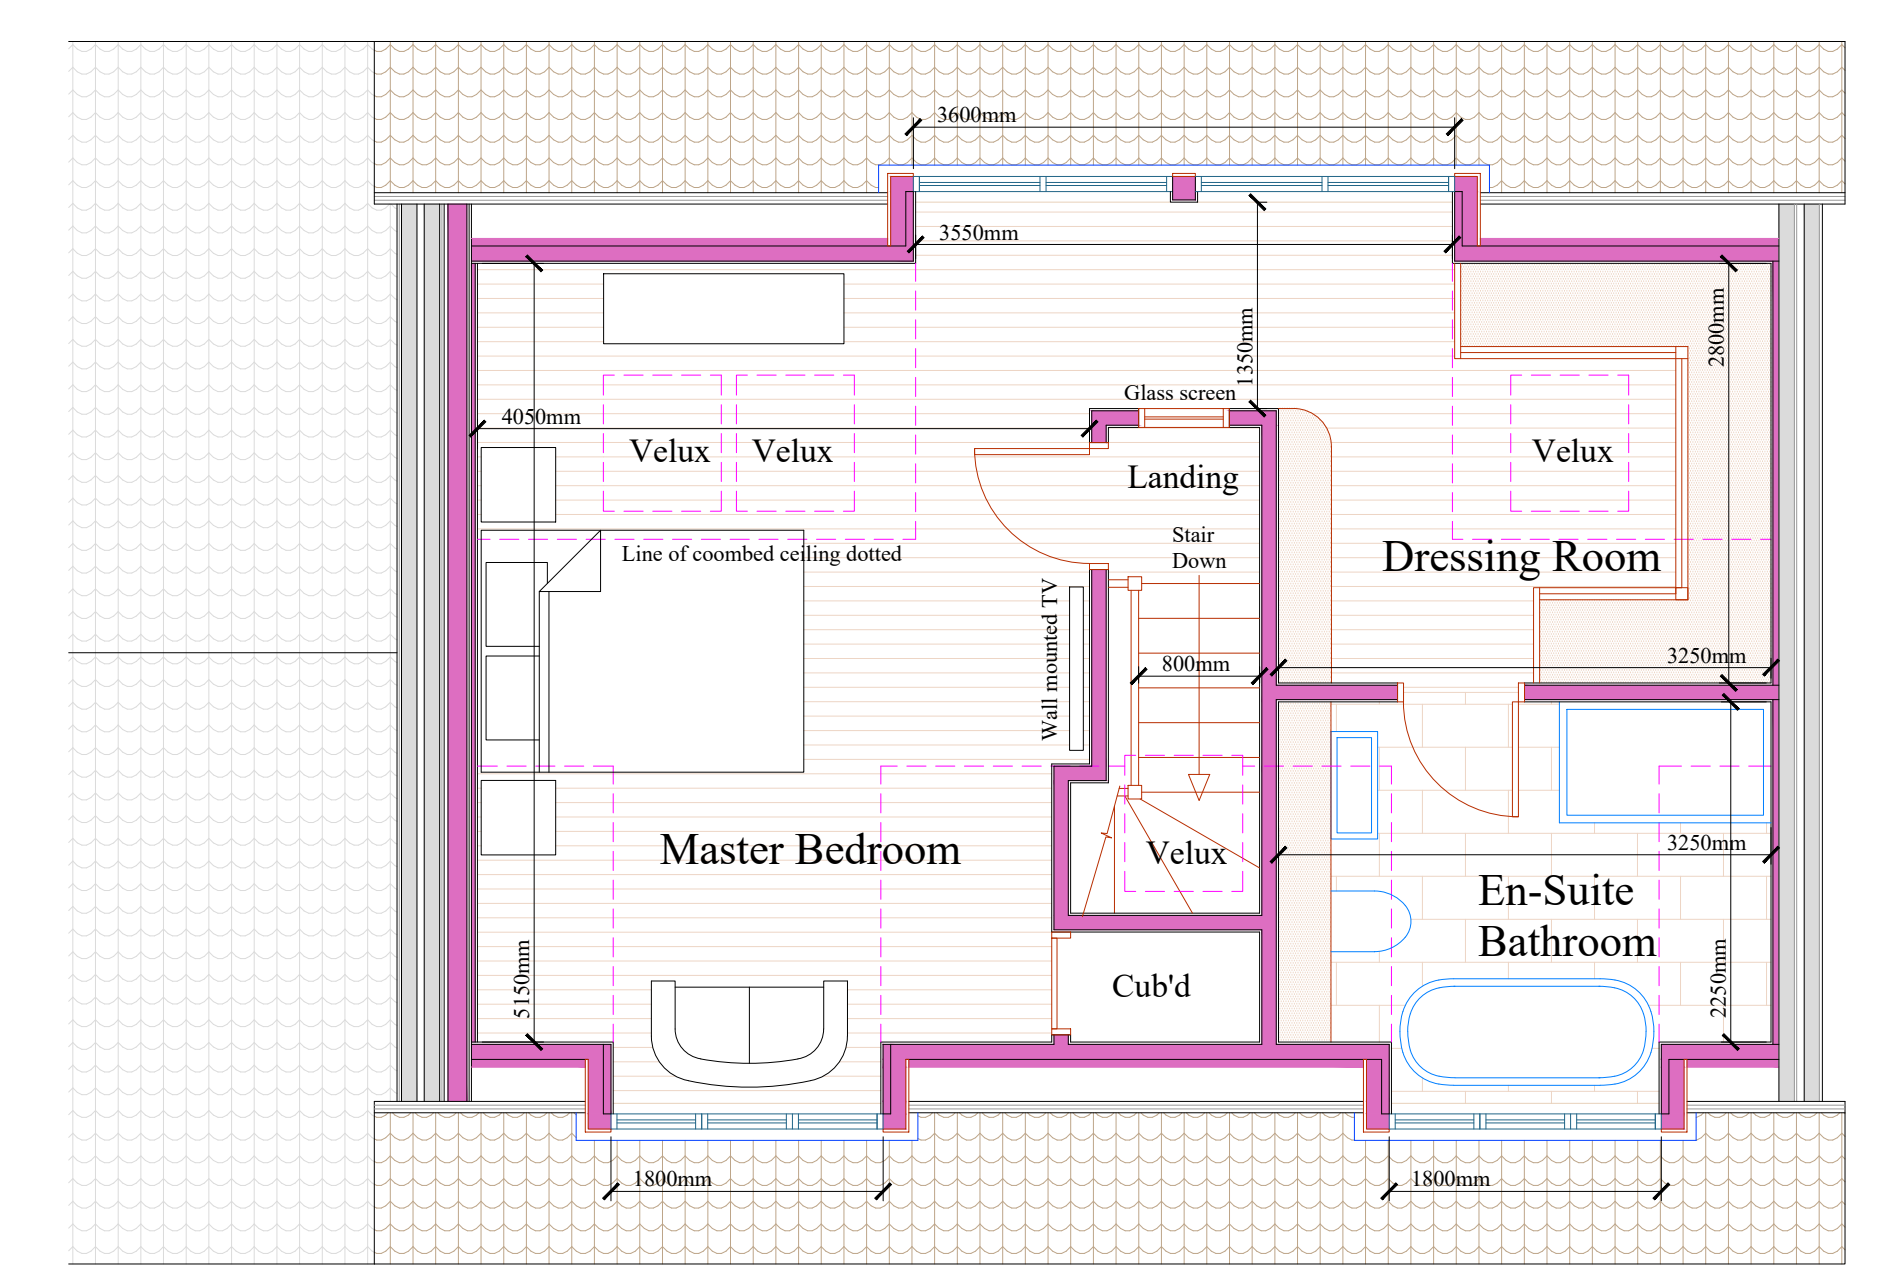 3600mm
3550mm
1350mm
2800mm
Glass screen
4050mm
Velux
Velux
Velux
Landing
Stair
Down
Line of coombed ceiling dotted
Dressing Room
Wall mounted TV
800mm
3250mm
Master Bedroom
Velux
3250mm
En-Suite
Bathroom
5150mm
Cub'd
2250mm
1800mm
1800mm